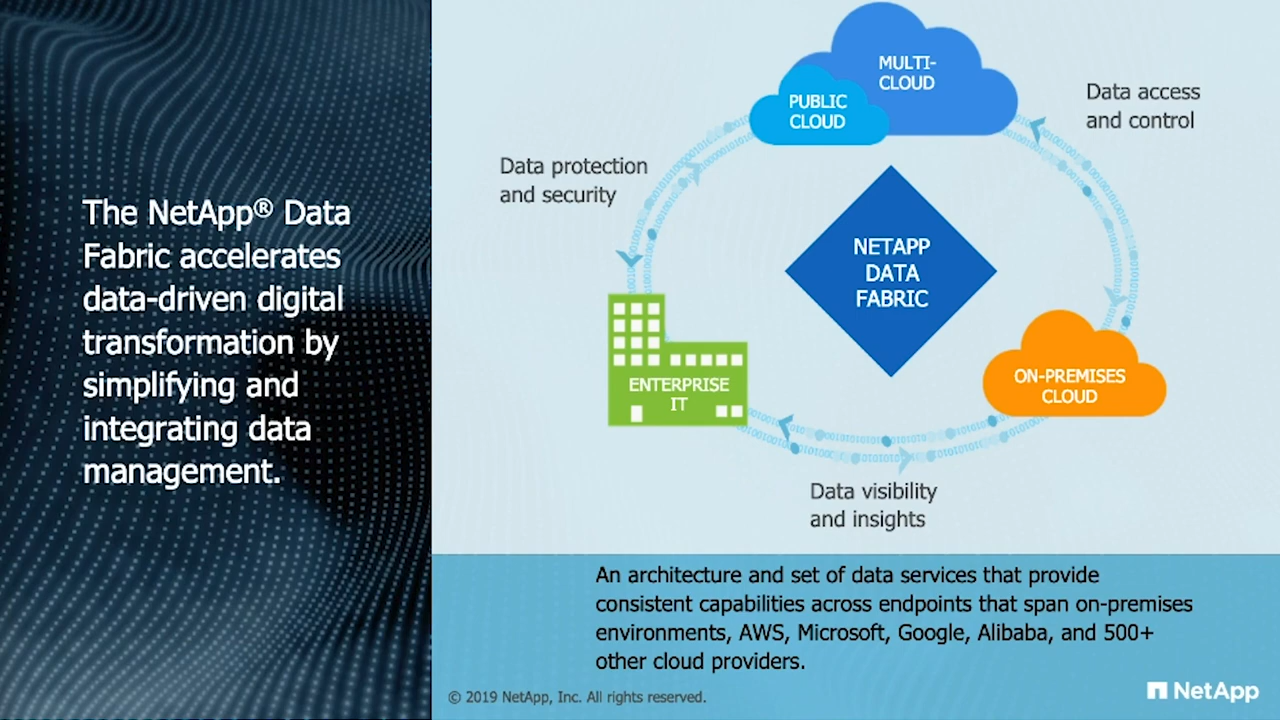 The NetApp® Data
Fabric accelerates
data-driven digital
transformation by
simplifying and
integrating data
management.
MULTI-
CLOUD
PUBLIC
CLOUD
Data access
and control
Data protection
and security
NETAPP
DATA
FABRIC
ENTERPRISE
IT
ON-PREMISES
CLOUD
Data visibility
and insights
An architecture and set of data services that provide
consistent capabilities across endpoints that span on-premises
environments, AWS, Microsoft, Google, Alibaba, and 500+
other cloud providers.
© 2019 NetApp, Inc. All rights reserved.
NetApp